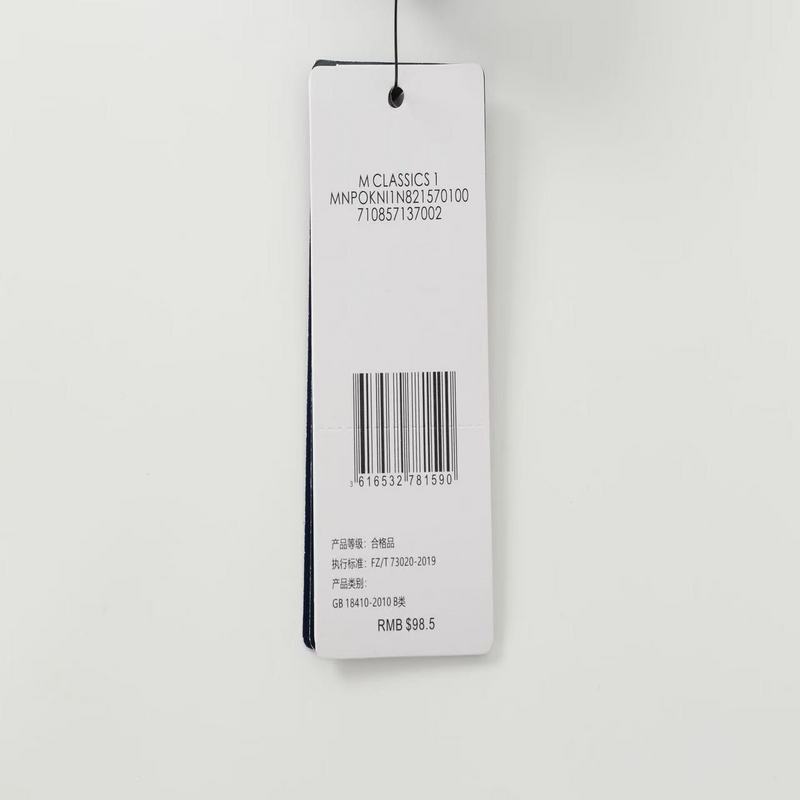 M CLASSICS 1
MNPOKNI1N821570100
710857137002
3 616532 781590
产品等级：合格品
执行标准：FZ/T 73020-2019
产品类别：
GB 18410-2010 B类
RMB $98.5